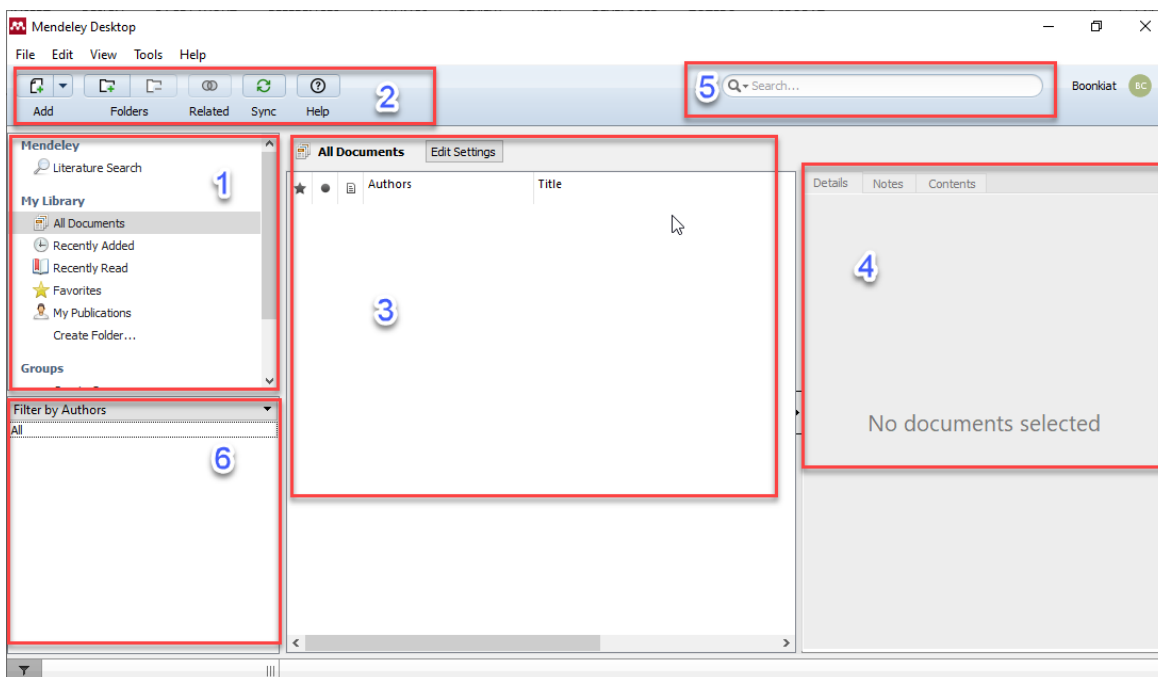 Mendeley Desktop
File Edit View Tools Help
Add Folders Related Sync Help
2
5
Search...
Boonkiat BC
Mendeley
Literature Search
1
My Library
All Documents
Recently Added
Recently Read
Favorites
My Publications
Create Folder...
Groups
Filter by Authors
All
6
All Documents Edit Settings
Authors Title
3
Details Notes Contents
4
No documents selected